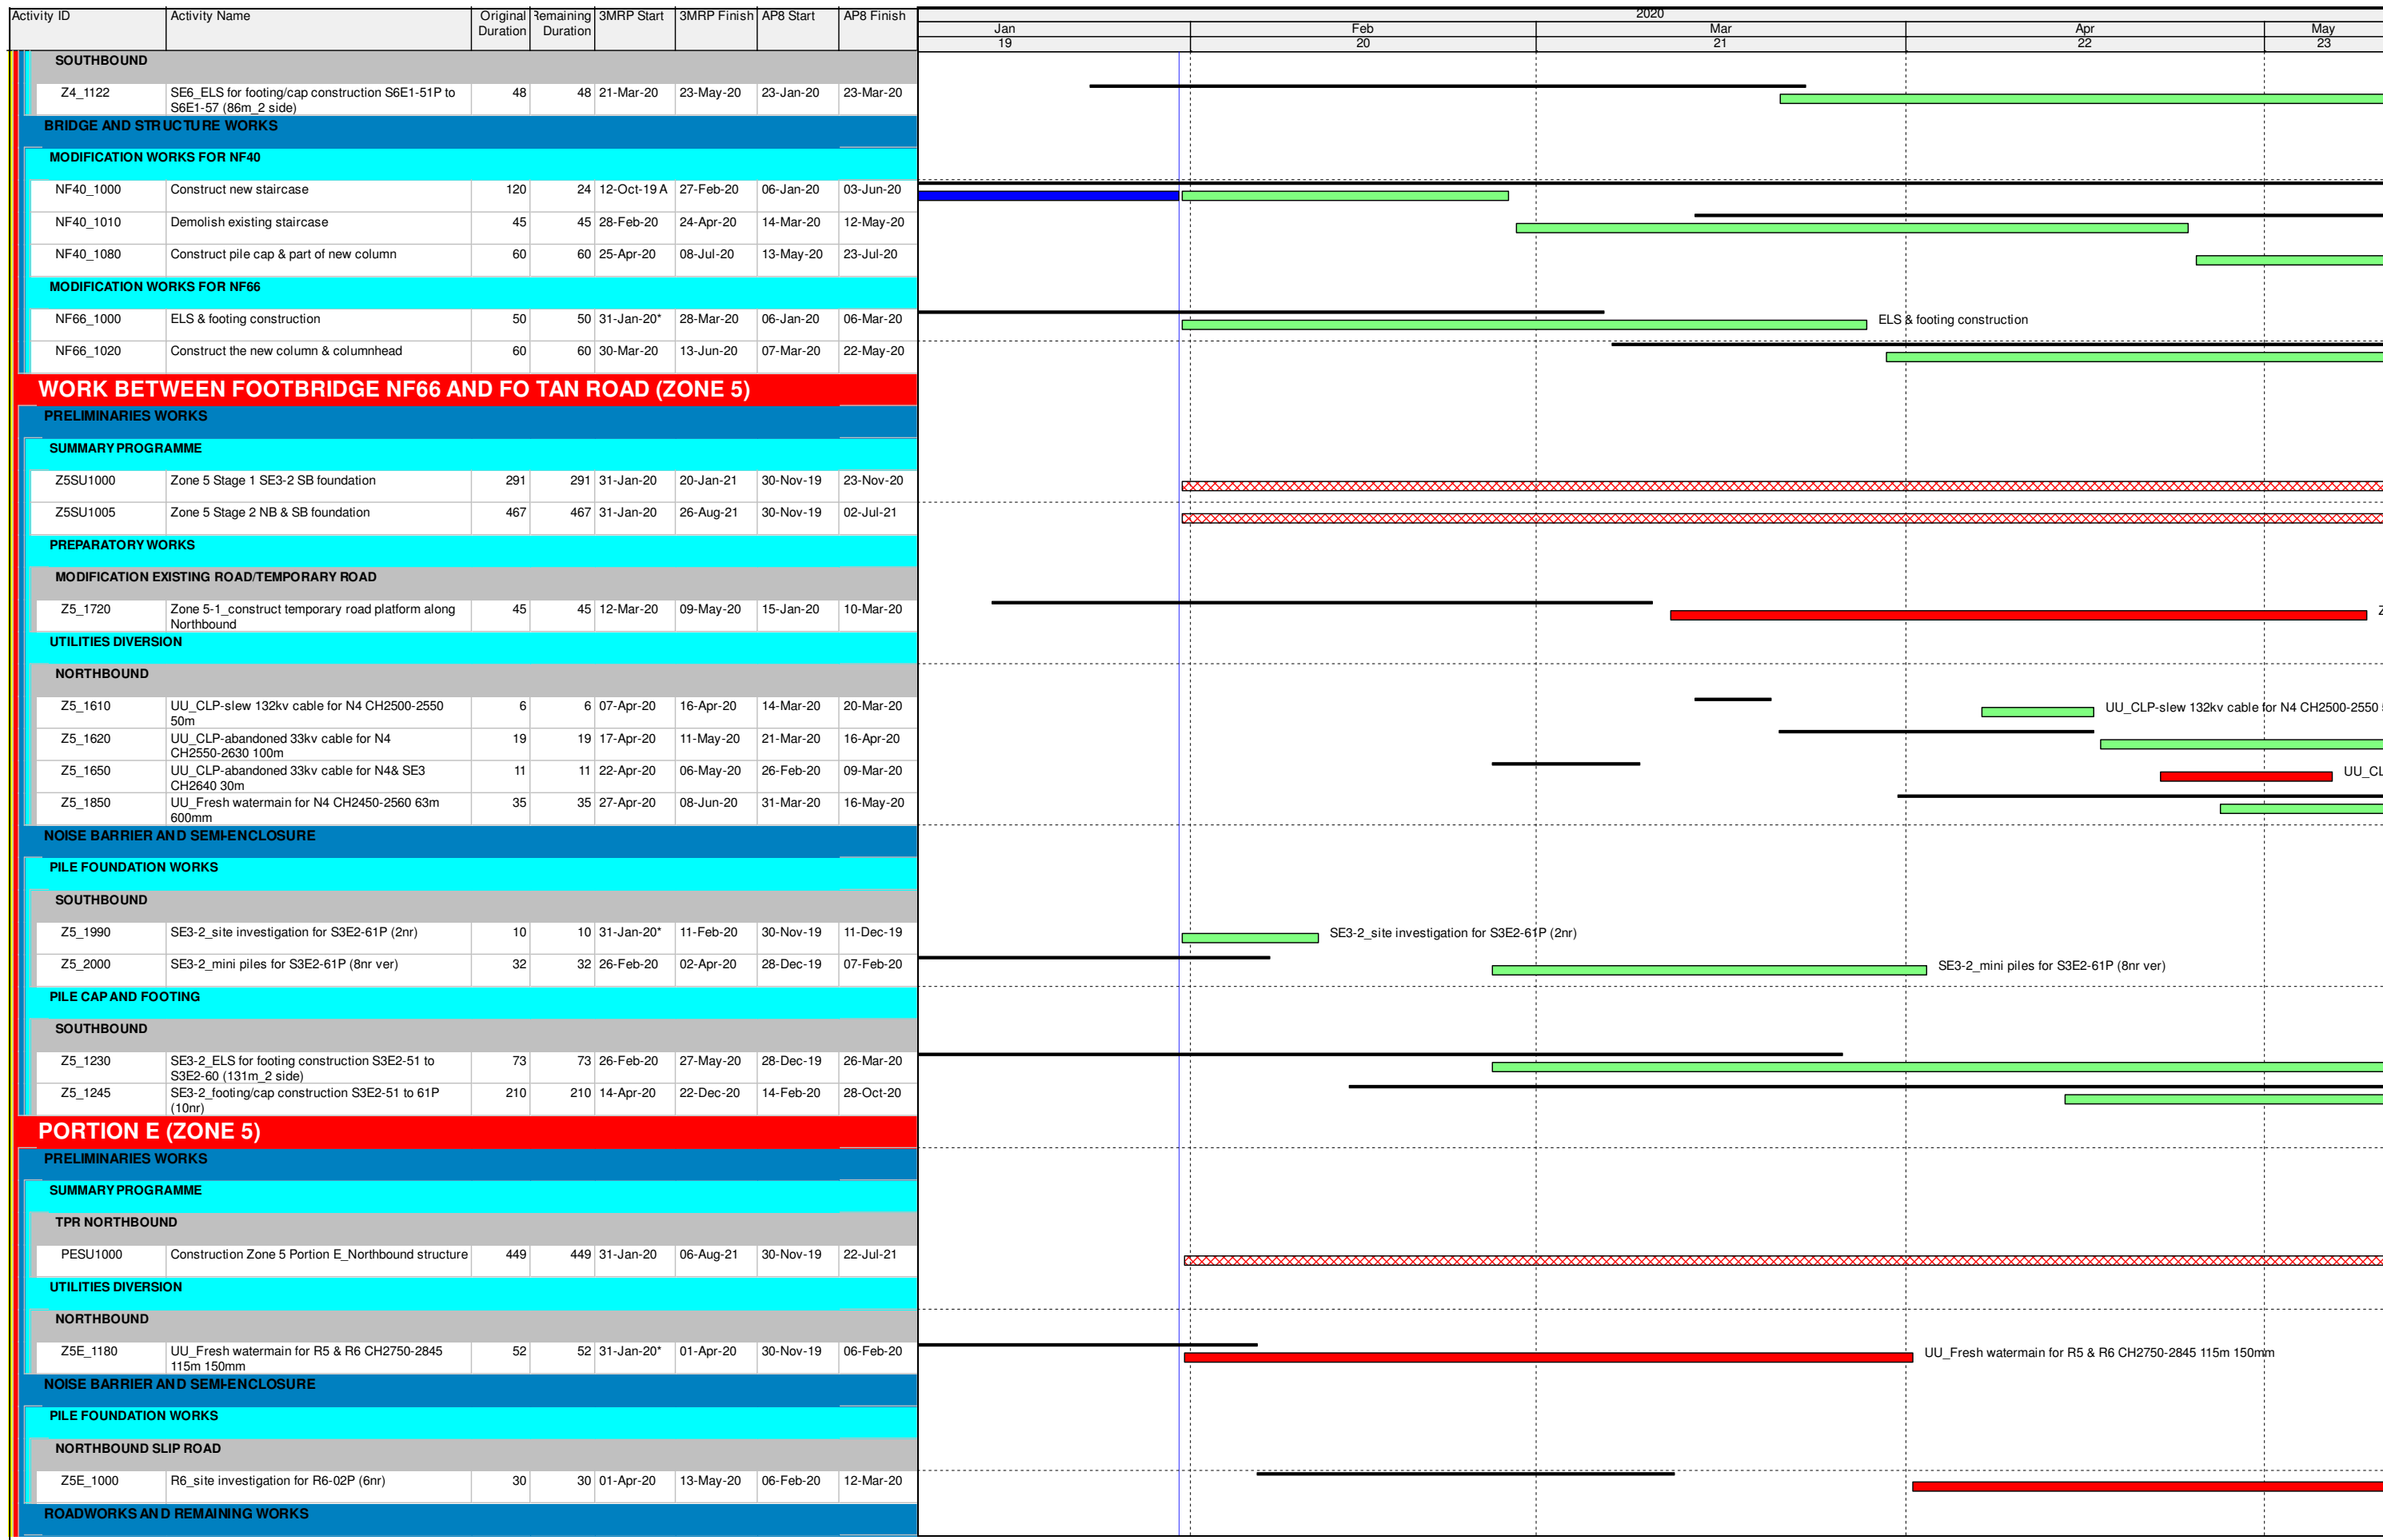 Activity ID Activity Name Original Duration Remaining Duration 3MRP Start 3MRP Finish AP8 Start AP8 Finish
2020
Jan Feb Mar Apr May
19 20 21 22 23
SOUTHBOUND
Z4_1122 SE6_ELS for footing/cap construction S6E1-51P to 48 48 21-Mar-20 23-May-20 23-Jan-20 23-Mar-20
S6E1-57 (86m_2 side)
BRIDGE AND STRUCTURE WORKS
MODIFICATION WORKS FOR NF40
NF40_1000 Construct new staircase 120 24 12-Oct-19 A 27-Feb-20 06-Jan-20 03-Jun-20
NF40_1010 Demolish existing staircase 45 45 28-Feb-20 24-Apr-20 14-Mar-20 12-May-20
NF40_1080 Construct pile cap & part of new column 60 60 25-Apr-20 08-Jul-20 13-May-20 23-Jul-20
MODIFICATION WORKS FOR NF66
NF66_1000 ELS & footing construction 50 50 31-Jan-20* 28-Mar-20 06-Jan-20 06-Mar-20 ELS & footing construction
NF66_1020 Construct the new column & columnhead 60 60 30-Mar-20 13-Jun-20 07-Mar-20 22-May-20
WORK BETWEEN FOOTBRIDGE NF66 AND FO TAN ROAD (ZONE 5)
PRELIMINARIES WORKS
SUMMARY PROGRAMME
Z5SU1000 Zone 5 Stage 1 SE3-2 SB foundation 291 291 31-Jan-20 20-Jan-21 30-Nov-19 23-Nov-20
Z5SU1005 Zone 5 Stage 2 NB & SB foundation 467 467 31-Jan-20 26-Aug-21 30-Nov-19 02-Jul-21
PREPARATORY WORKS
MODIFICATION EXISTING ROAD/TEMPORARY ROAD
Z5_1720 Zone 5-1_construct temporary road platform along 45 45 12-Mar-20 09-May-20 15-Jan-20 10-Mar-20
Northbound
UTILITIES DIVERSION
NORTHBOUND
Z5_1610 UU_CLP-slew 132kv cable for N4 CH2500-2550 6 6 07-Apr-20 16-Apr-20 14-Mar-20 20-Mar-20 UU_CLP-slew 132kv cable for N4 CH2500-2550
50m
Z5_1620 UU_CLP-abandoned 33kv cable for N4 19 19 17-Apr-20 11-May-20 21-Mar-20 16-Apr-20
CH2550-2630 100m
Z5_1650 UU_CLP-abandoned 33kv cable for N4& SE3 11 11 22-Apr-20 06-May-20 26-Feb-20 09-Mar-20 UU_CL
CH2640 30m
Z5_1850 UU_Fresh watermain for N4 CH2450-2560 63m 35 35 27-Apr-20 08-Jun-20 31-Mar-20 16-May-20
600mm
NOISE BARRIER AND SEMI-ENCLOSURE
PILE FOUNDATION WORKS
SOUTHBOUND
Z5_1990 SE3-2_site investigation for S3E2-61P (2nr) 10 10 31-Jan-20* 11-Feb-20 30-Nov-19 11-Dec-19 SE3-2_site investigation for S3E2-61P (2nr)
Z5_2000 SE3-2_mini piles for S3E2-61P (8nr ver) 32 32 26-Feb-20 02-Apr-20 28-Dec-19 07-Feb-20 SE3-2_mini piles for S3E2-61P (8nr ver)
PILE CAP AND FOOTING
SOUTHBOUND
Z5_1230 SE3-2_ELS for footing construction S3E2-51 to 73 73 26-Feb-20 27-May-20 28-Dec-19 26-Mar-20
S3E2-60 (131m_2 side)
Z5_1245 SE3-2_footing/cap construction S3E2-51 to 61P 210 210 14-Apr-20 22-Dec-20 14-Feb-20 28-Oct-20
(10nr)
PORTION E (ZONE 5)
PRELIMINARIES WORKS
SUMMARY PROGRAMME
TPR NORTHBOUND
PESU1000 Construction Zone 5 Portion E_Northbound structure 449 449 31-Jan-20 06-Aug-21 30-Nov-19 22-Jul-21
UTILITIES DIVERSION
NORTHBOUND
Z5E_1180 UU_Fresh watermain for R5 & R6 CH2750-2845 52 52 31-Jan-20* 01-Apr-20 30-Nov-19 06-Feb-20 UU_Fresh watermain for R5 & R6 CH2750-2845 115m 150mm
115m 150mm
NOISE BARRIER AND SEMI-ENCLOSURE
PILE FOUNDATION WORKS
NORTHBOUND SLIP ROAD
Z5E_1000 R6_site investigation for R6-02P (6nr) 30 30 01-Apr-20 13-May-20 06-Feb-20 12-Mar-20
ROADWORKS AND REMAINING WORKS